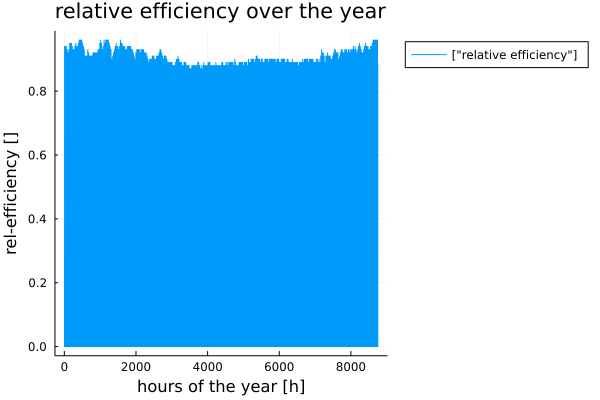 relative efficiency over the year
["relative efficiency"]
rel-efficiency []
0.8
0.6
0.4
0.2
0.0
0 2000 4000 6000 8000
hours of the year [h]